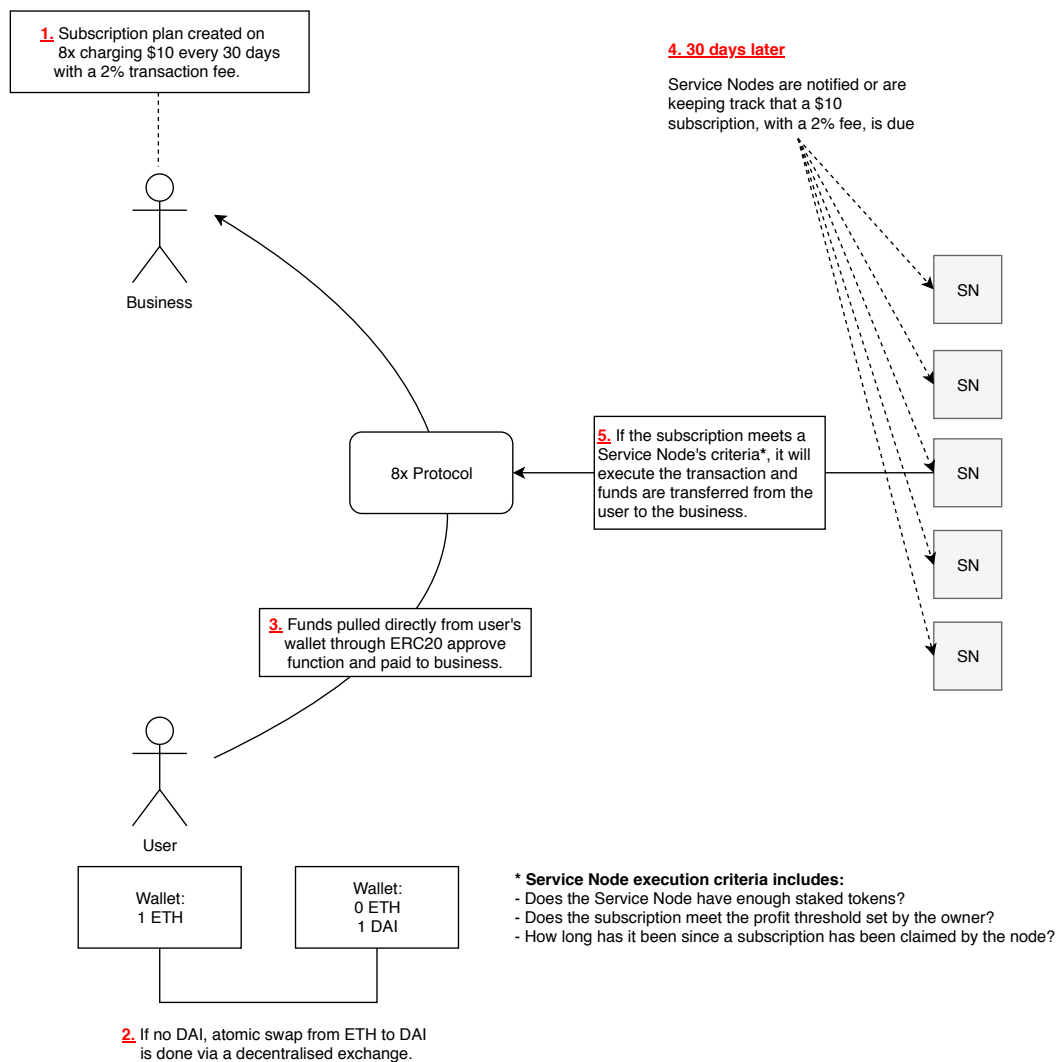 1. Subscription plan created on
8x charging $10 every 30 days
with a 2% transaction fee.
4. 30 days later
Service Nodes are notified or are
keeping track that a $10
subscription, with a 2% fee, is due
Business
SN
SN
SN
SN
SN
8x Protocol
5. If the subscription meets a
Service Node's criteria*, it will
execute the transaction and
funds are transferred from the
user to the business.
3. Funds pulled directly from user's
wallet through ERC20 approve
function and paid to business.
User
Wallet:
1 ETH
Wallet:
0 ETH
1 DAI
* Service Node execution criteria includes:
- Does the Service Node have enough staked tokens?
- Does the subscription meet the profit threshold set by the owner?
- How long has it been since a subscription has been claimed by the node?
2. If no DAI, atomic swap from ETH to DAI
is done via a decentralised exchange.